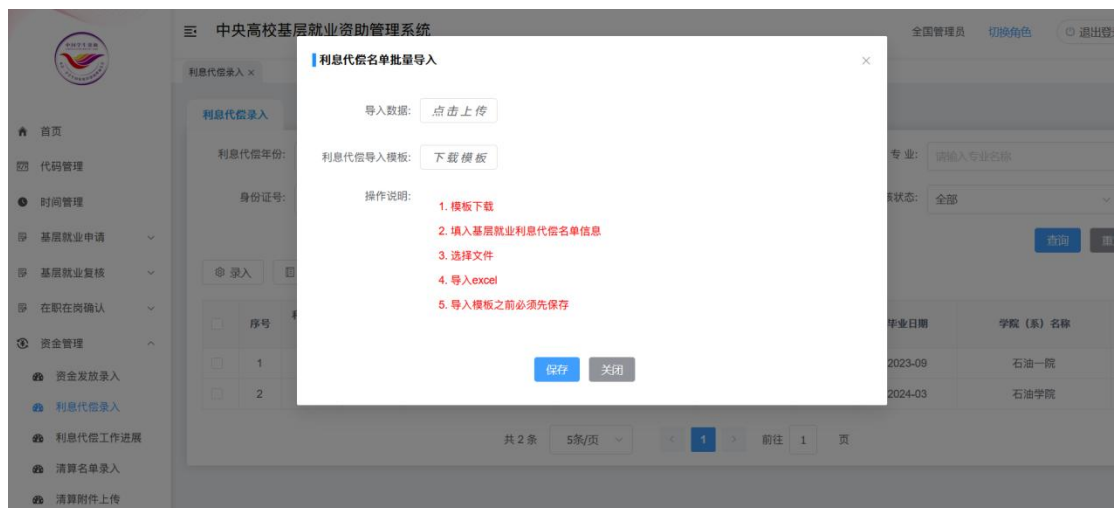 中央高校基层就业资助管理系统
全国管理员 切换角色 退出登
利息代偿录入 ×
利息代偿名单批量导入
导入数据: 点击上传
利息代偿导入模板: 下载模板
操作说明:
1. 模板下载
2. 填入基层就业利息代偿名单信息
3. 选择文件
4. 导入excel
5. 导入模板之前必须先保存
保存 关闭
首页
代码管理
时间管理
基层就业申请
基层就业复核
在职在岗确认
资金管理
资金发放录入
利息代偿录入
利息代偿工作进展
清算名单录入
清算附件上传
利息代偿录入
利息代偿年份: 专业: 请输入专业名称
身份证号: 状态: 全部
查询
录入
序号 毕业日期 学院（系）名称
1 2023-09 石油一院
2 2024-03 石油学院
共 2 条 5条/页 < 1 > 前往 1 页